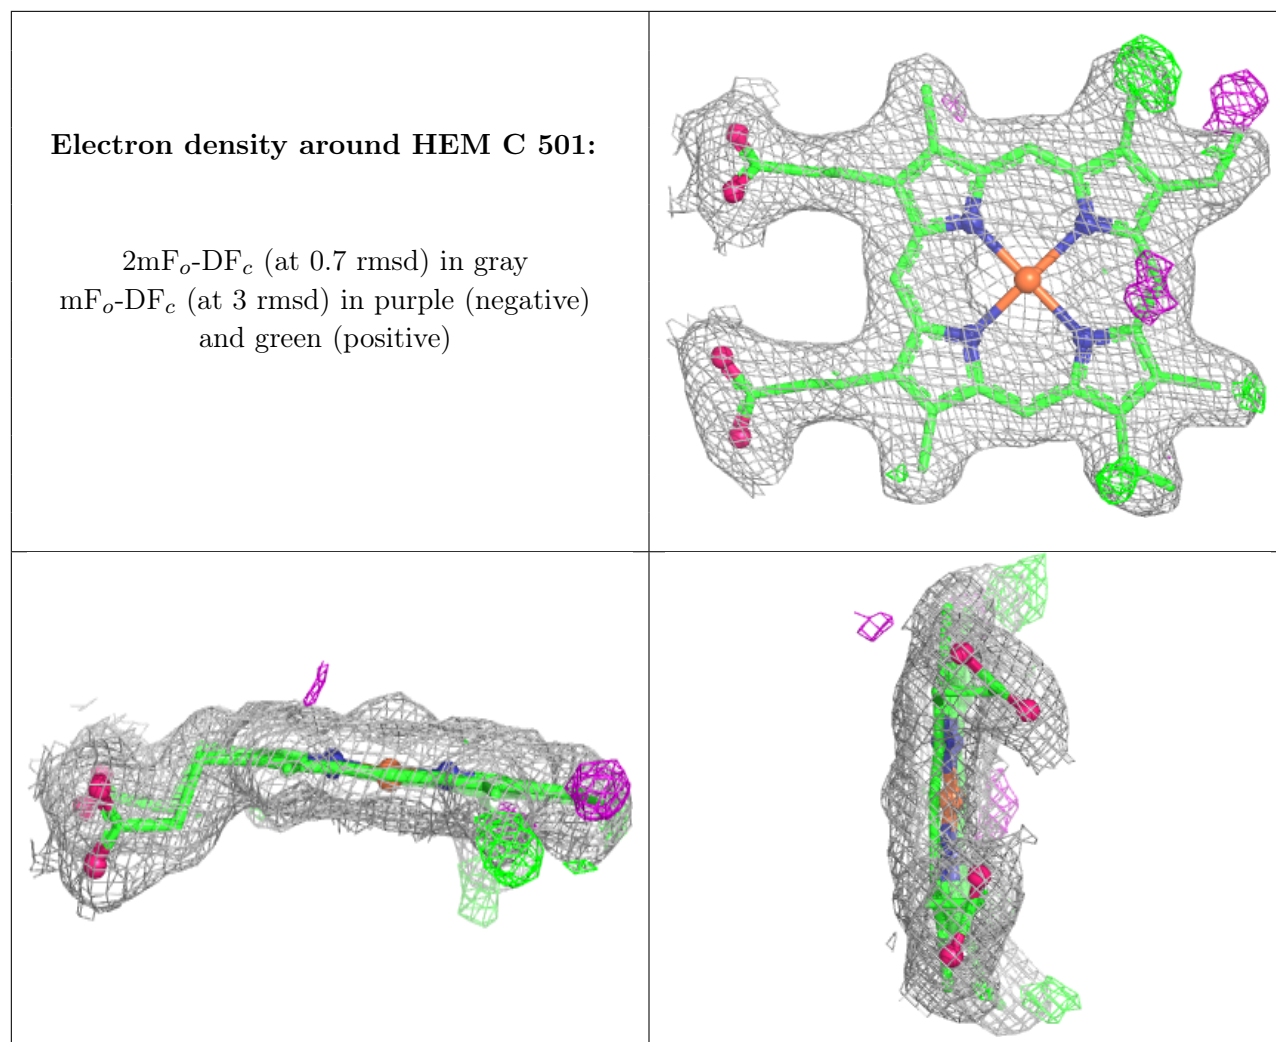 Electron density around HEM C 501:
2mFo-DFc (at 0.7 rmsd) in gray
mFo-DFc (at 3 rmsd) in purple (negative)
and green (positive)